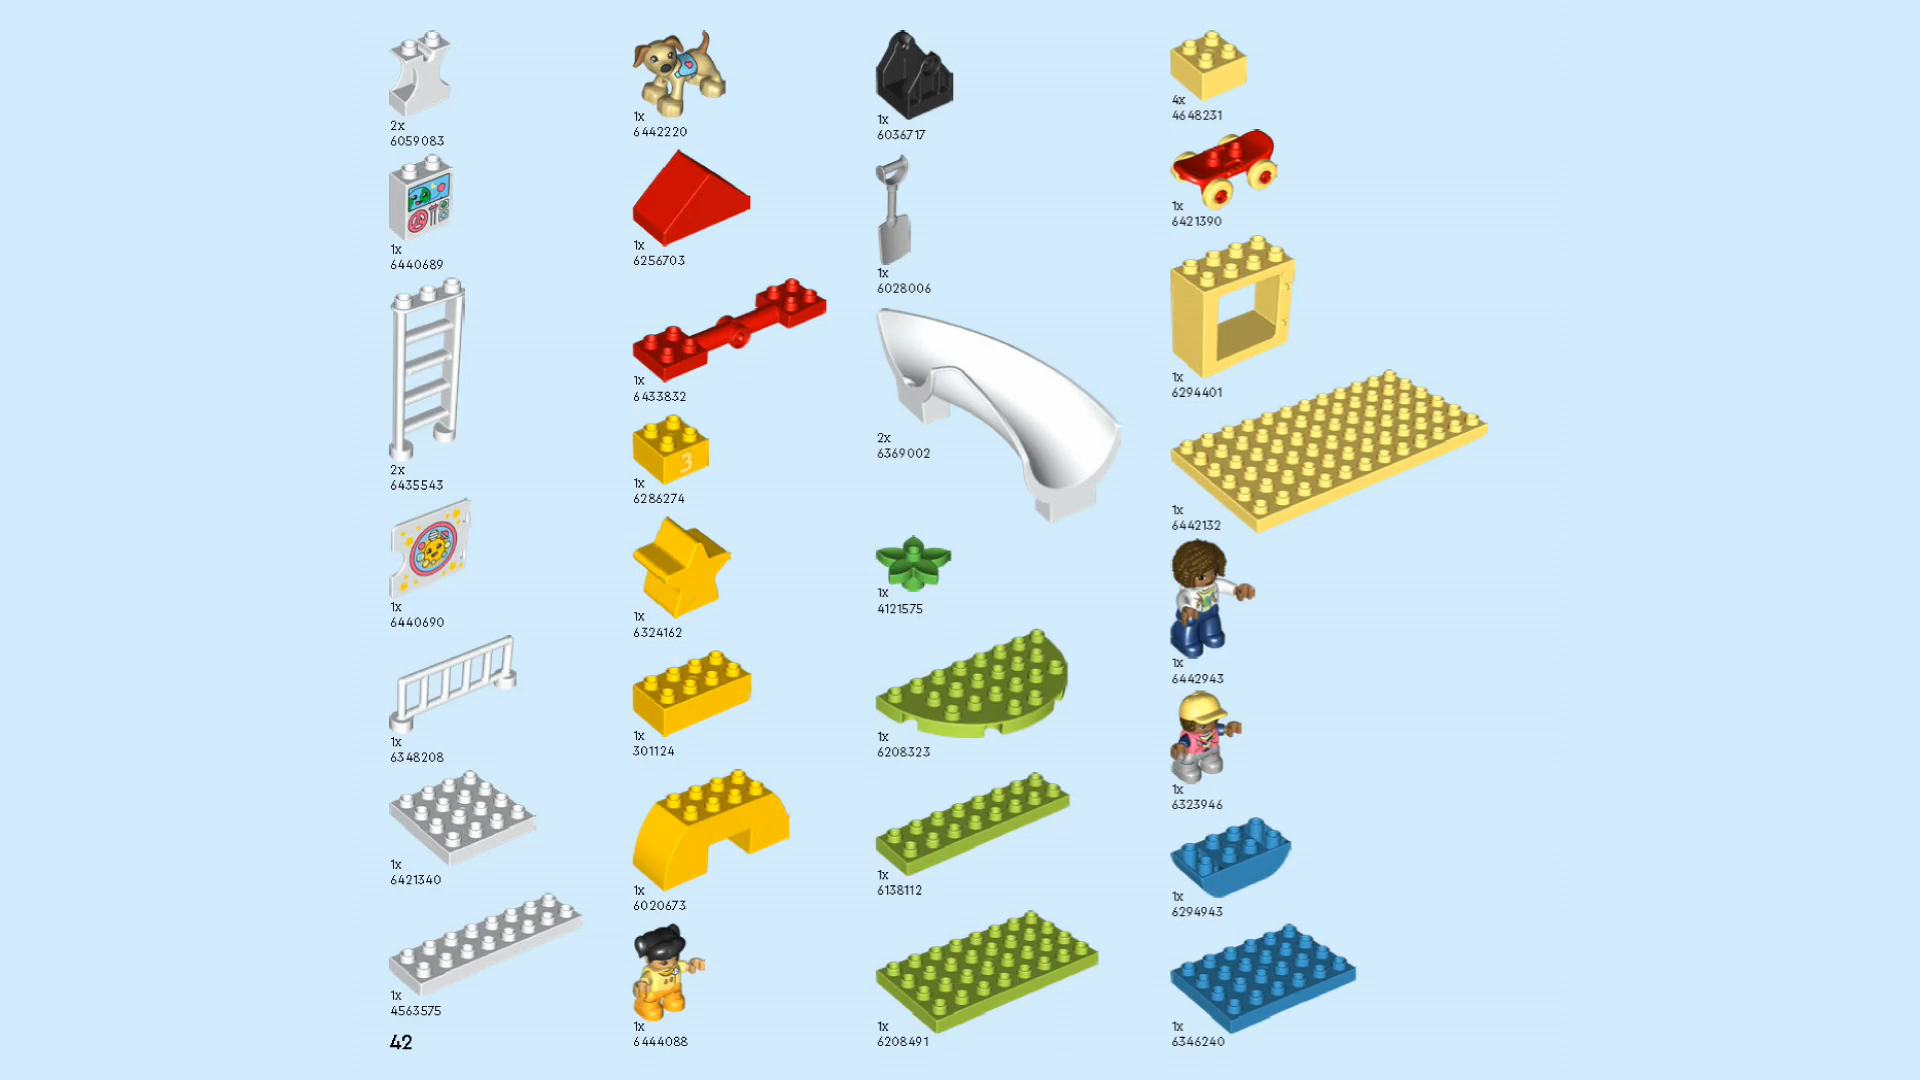 2x
6059083
1x
6440689
2x
6435543
1x
6440690
1x
6348208
1x
6421340
1x
4563575
42
1x
6442220
1x
6256703
1x
6433832
3
1x
6286274
1x
6324162
1x
301124
1x
6020673
1x
6444088
1x
6036717
1x
6028006
2x
6369002
1x
4121575
1x
6208323
1x
6138112
1x
6208491
4x
4648231
1x
6421390
1x
6294401
1x
6442132
1x
6442943
1x
6323946
1x
6294943
1x
6346240